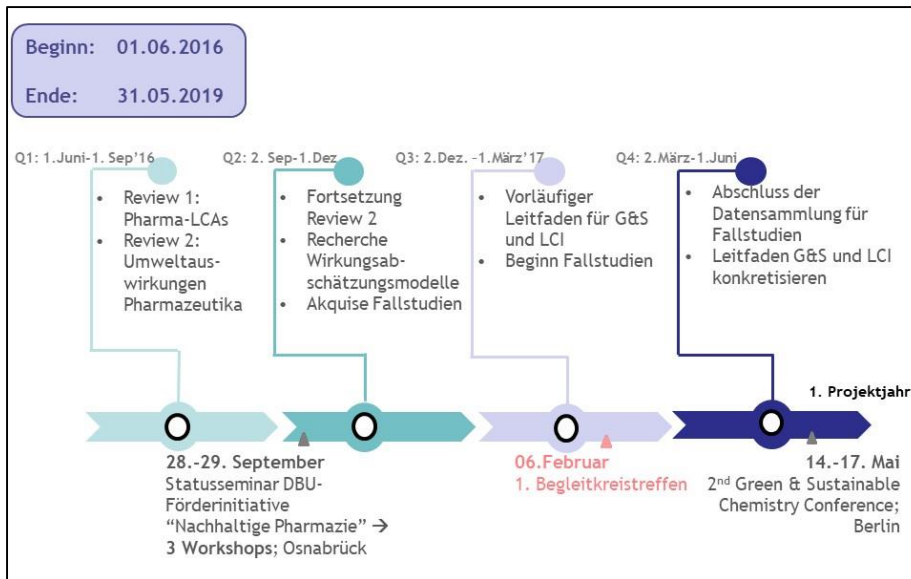 Beginn: 01.06.2016
Ende: 31.05.2019
Q1: 1.Juni-1. Sep’16
• Review 1:
Pharma-LCAs
• Review 2:
Umweltaus-
wirkungen
Pharmazeutika
Q2: 2. Sep-1.Dez
• Fortsetzung
Review 2
• Recherche
Wirkungsab-
schätzungsmodelle
• Akquise Fallstudien
Q3: 2.Dez. -1.März’17
• Vorläufiger
Leitfaden für G&S
und LCI
• Beginn Fallstudien
Q4: 2.März-1.Juni
• Abschluss der
Datensammlung für
Fallstudien
• Leitfaden G&S und LCI
konkretisieren
1. Projektjahr
28.-29. September
Statusseminar DBU-
Förderinitiative
“Nachhaltige Pharmazie” →
3 Workshops; Osnabrück
06.Februar
1. Begleitkreistreffen
14.-17. Mai
2nd Green & Sustainable
Chemistry Conference;
Berlin